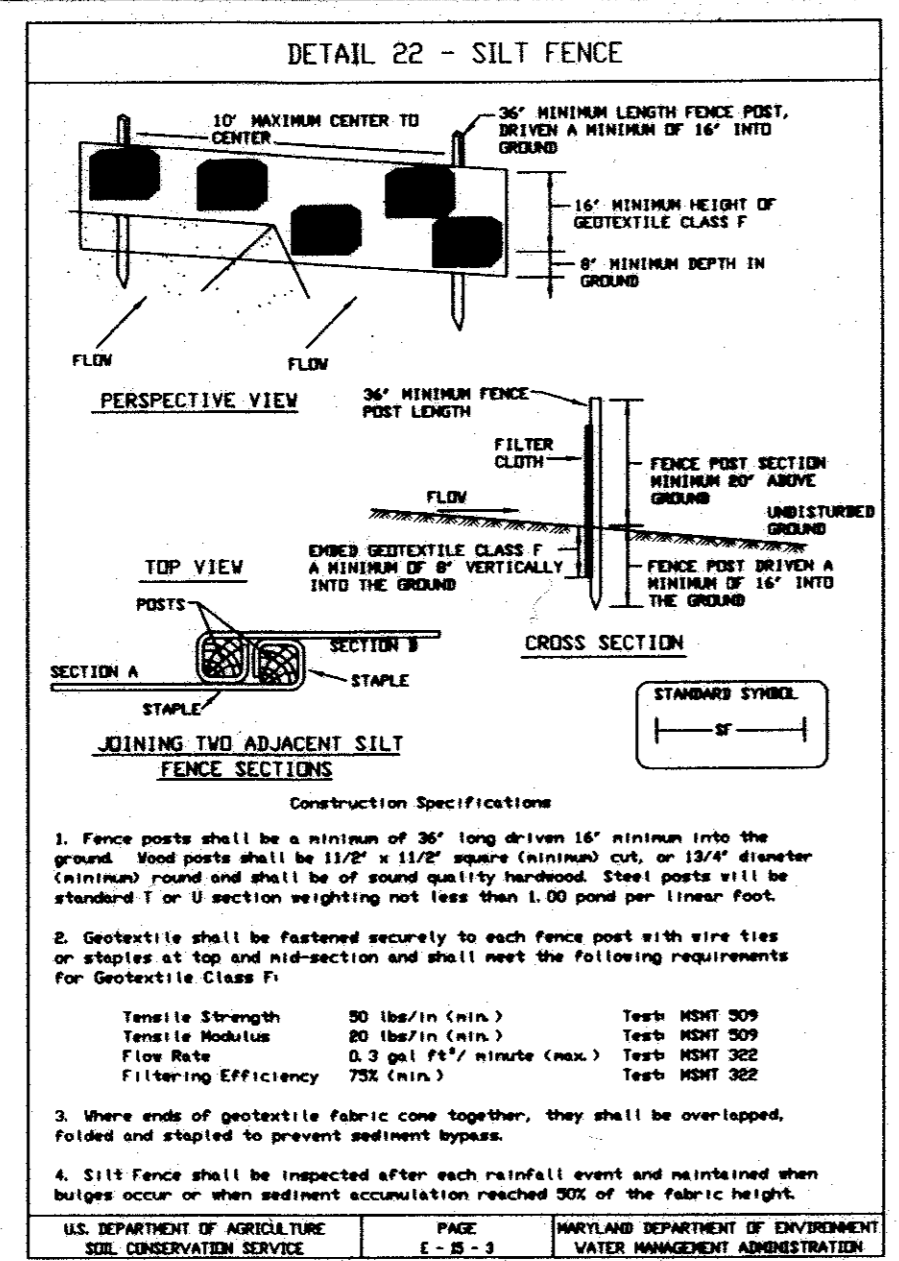 DETAIL 22 - SILT FENCE
10' MAXIMUM CENTER TO
CENTER
36" MINIMUM LENGTH FENCE POST,
DRIVEN A MINIMUM OF 16" INTO
GROUND
16" MINIMUM HEIGHT OF
GEOTEXTILE CLASS F
8" MINIMUM DEPTH IN
GROUND
FLOW
FLOW
PERSPECTIVE VIEW
36" MINIMUM FENCE
POST LENGTH
FILTER
CLOTH
FLOW
FENCE POST SECTION
MINIMUM 20" ABOVE
GROUND
UNDISTURBED
GROUND
EMBED GEOTEXTILE CLASS F
A MINIMUM OF 8" VERTICALLY
INTO THE GROUND
FENCE POST DRIVEN A
MINIMUM OF 16" INTO
THE GROUND
CROSS SECTION
TOP VIEW
POSTS
SECTION B
SECTION A
STAPLE
STAPLE
JOINING TWO ADJACENT SILT
FENCE SECTIONS
STANDARD SYMBOL
SF
Construction Specifications
1. Fence posts shall be a minimum of 36" long driven 16" minimum into the
ground. Wood posts shall be 11/2" x 11/2" square (minimum) cut, or 13/4" diameter
(minimum) round and shall be of sound quality hardwood. Steel posts will be
standard T or U section weighting not less than 1.00 pond per linear foot.
2. Geotextile shall be fastened securely to each fence post with wire ties
or staples at top and mid-section and shall meet the following requirements
for Geotextile Class F:
Tensile Strength 50 lbs/in (min.) Test: MSMT 509
Tensile Modulus 20 lbs/in (min.) Test: MSMT 509
Flow Rate 0.3 gal ft²/ minute (max.) Test: MSMT 322
Filtering Efficiency 75% (min.) Test: MSMT 322
3. Where ends of geotextile fabric come together, they shall be overlapped,
folded and stapled to prevent sediment bypass.
4. Silt Fence shall be inspected after each rainfall event and maintained when
bulges occur or when sediment accumulation reached 50% of the fabric height.
U.S. DEPARTMENT OF AGRICULTURE
SOIL CONSERVATION SERVICE
PAGE
E - 15 - 3
MARYLAND DEPARTMENT OF ENVIRONMENT
WATER MANAGEMENT ADMINISTRATION